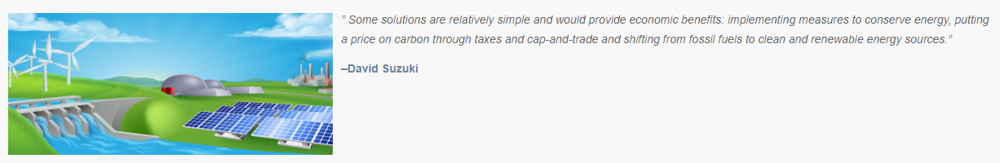 ” Some solutions are relatively simple and would provide economic benefits: implementing measures to conserve energy, putting
a price on carbon through taxes and cap-and-trade and shifting from fossil fuels to clean and renewable energy sources.”
–David Suzuki